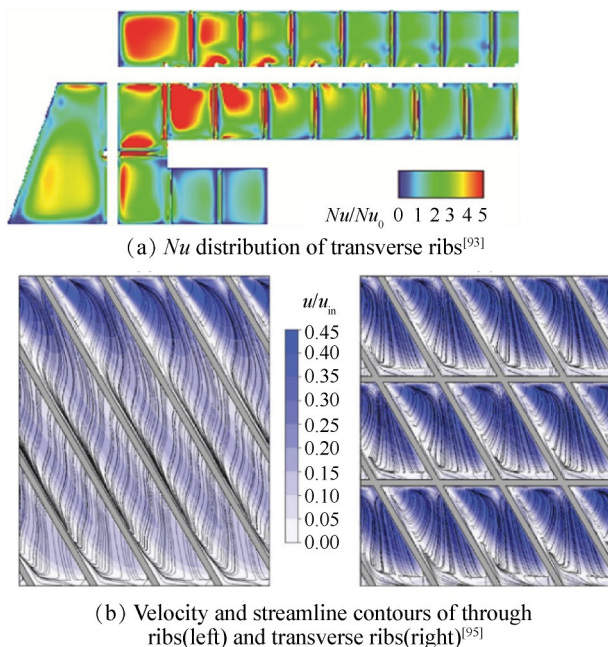 Nu/Nu0 0 1 2 3 4 5
(a) Nu distribution of transverse ribs[93]
u/uin
0.45
0.40
0.35
0.30
0.25
0.20
0.15
0.10
0.05
0.00
(b) Velocity and streamline contours of through
ribs(left) and transverse ribs(right)[95]